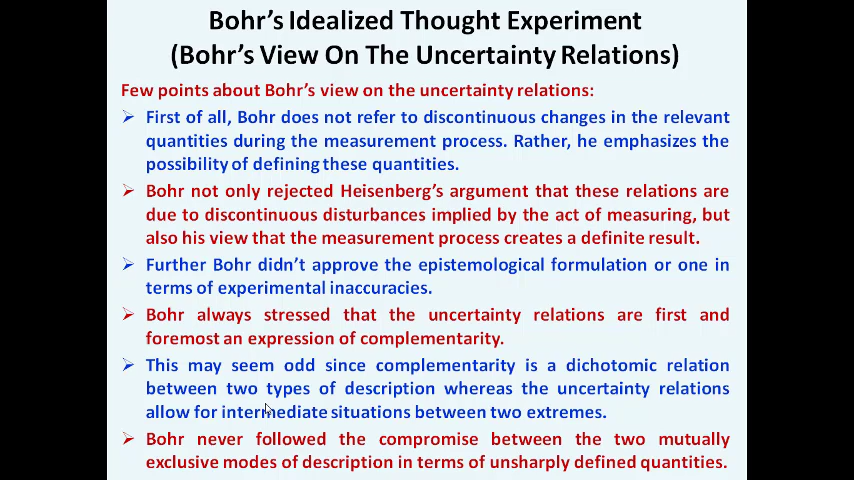 Bohr's Idealized Thought Experiment
(Bohr's View On The Uncertainty Relations)
Few points about Bohr's view on the uncertainty relations:
➢ First of all, Bohr does not refer to discontinuous changes in the relevant
quantities during the measurement process. Rather, he emphasizes the
possibility of defining these quantities.
➢ Bohr not only rejected Heisenberg's argument that these relations are
due to discontinuous disturbances implied by the act of measuring, but
also his view that the measurement process creates a definite result.
➢ Further Bohr didn't approve the epistemological formulation or one in
terms of experimental inaccuracies.
➢ Bohr always stressed that the uncertainty relations are first and
foremost an expression of complementarity.
➢ This may seem odd since complementarity is a dichotomic relation
between two types of description whereas the uncertainty relations
allow for intermediate situations between two extremes.
➢ Bohr never followed the compromise between the two mutually
exclusive modes of description in terms of unsharply defined quantities.